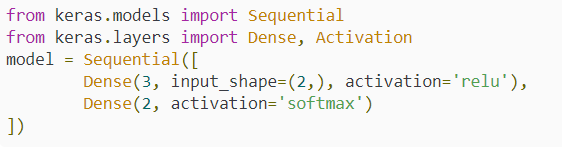 from keras.models import Sequential
from keras.layers import Dense, Activation
model = Sequential([
        Dense(3, input_shape=(2,), activation='relu'),
        Dense(2, activation='softmax')
])